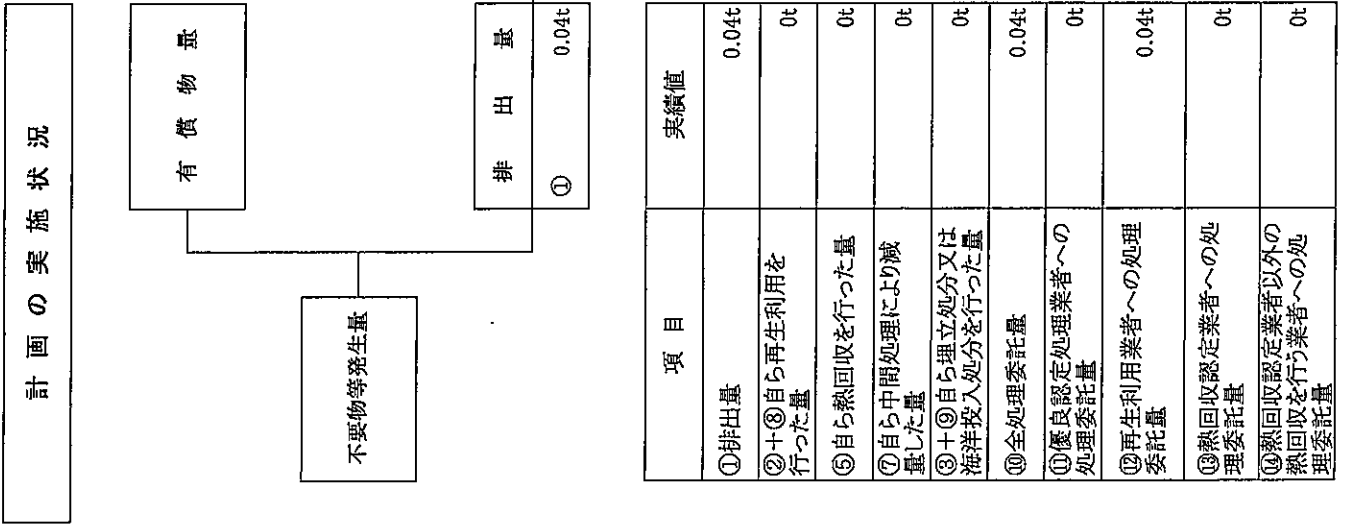 計画の実施状況
不要物等発生量
有償物量
排出量
① 0.04t
項目 実績値
①排出量 0.04t
②+⑧自ら再生利用を
行った量 0t
⑤自ら熱回収を行った量 0t
⑦自ら中間処理により減
量した量 0t
③+⑨自ら埋立処分又は
海洋投入処分を行った量 0t
⑩全処理委託量 0.04t
⑪優良認定処理業者への
処理委託量 0t
⑫再生利用業者への処理
委託量 0.04t
⑬熱回収認定業者への処
理委託量 0t
⑭熱回収認定業者以外の
熱回収を行う業者への処
理委託量 0t